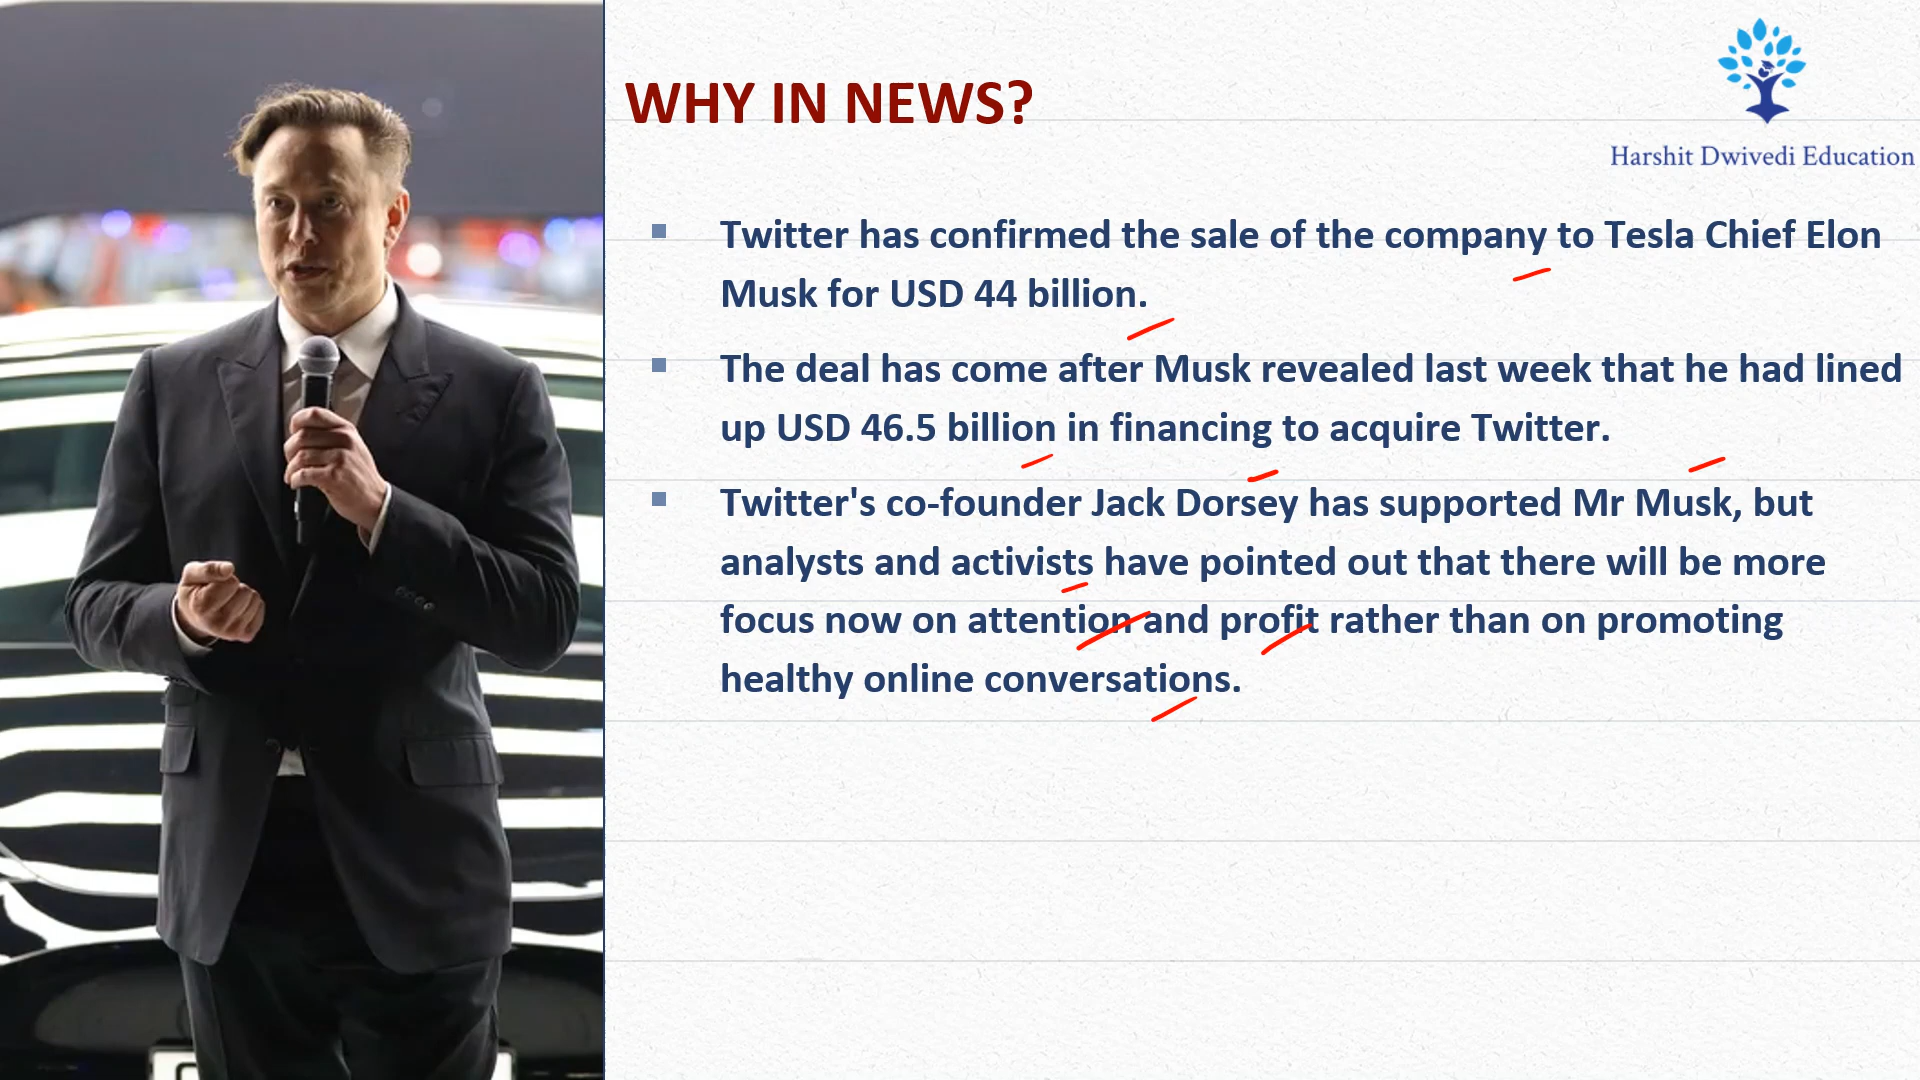 WHY IN NEWS?
Harshit Dwivedi Education
Twitter has confirmed the sale of the company to Tesla Chief Elon
Musk for USD 44 billion.
The deal has come after Musk revealed last week that he had lined
up USD 46.5 billion in financing to acquire Twitter.
Twitter's co-founder Jack Dorsey has supported Mr Musk, but
analysts and activists have pointed out that there will be more
focus now on attention and profit rather than on promoting
healthy online conversations.